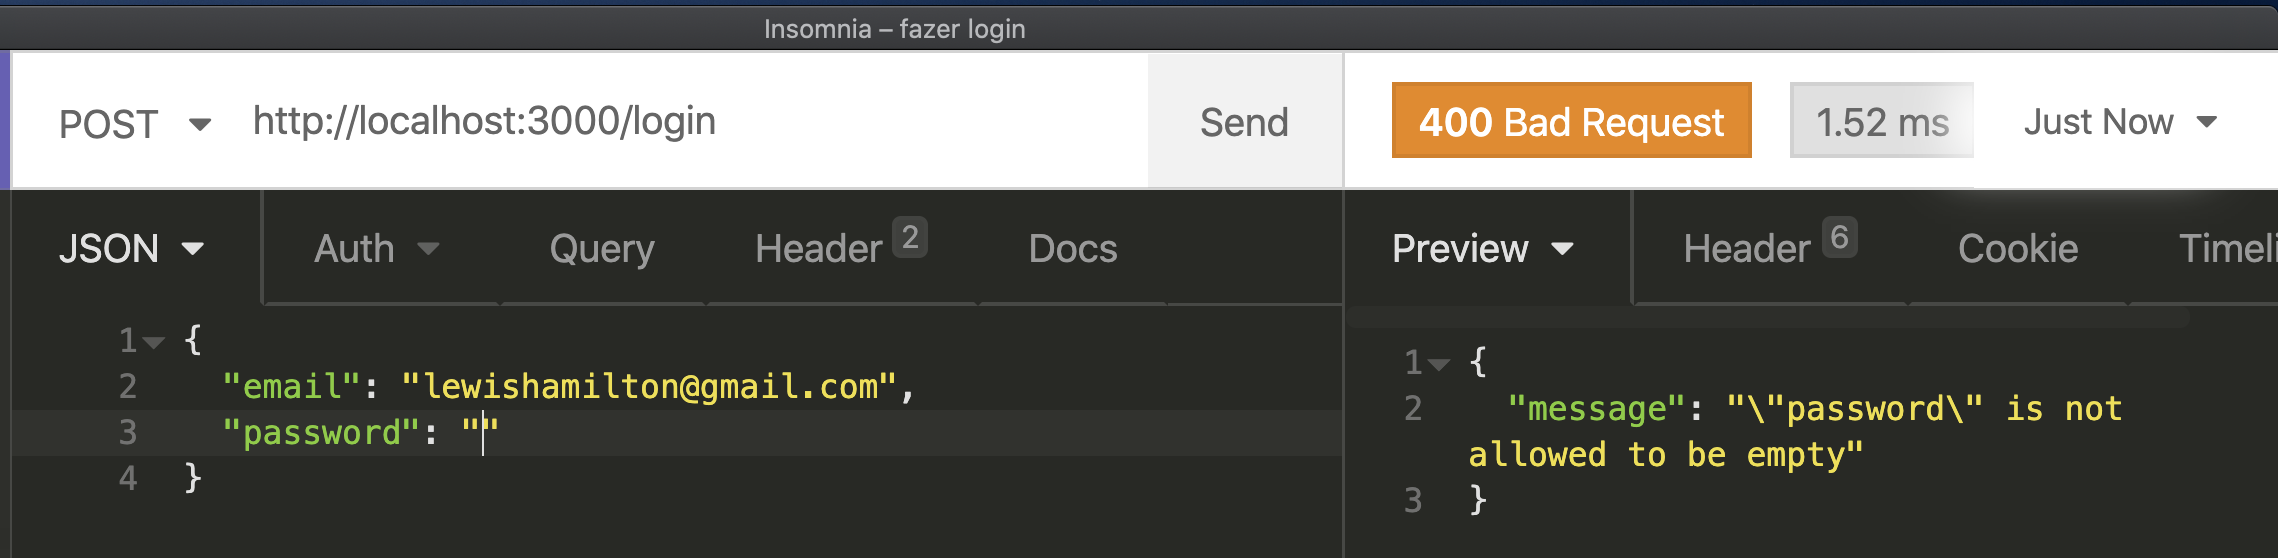 Insomnia – fazer login
POST http://localhost:3000/login Send
400 Bad Request 1.52 ms Just Now
JSON Auth Query Header 2 Docs
1 {
2 "email": "lewishamilton@gmail.com",
3 "password": ""
4 }
Preview Header 6 Cookie Timeli
1 {
2 "message": "\"password\" is not
allowed to be empty"
3 }